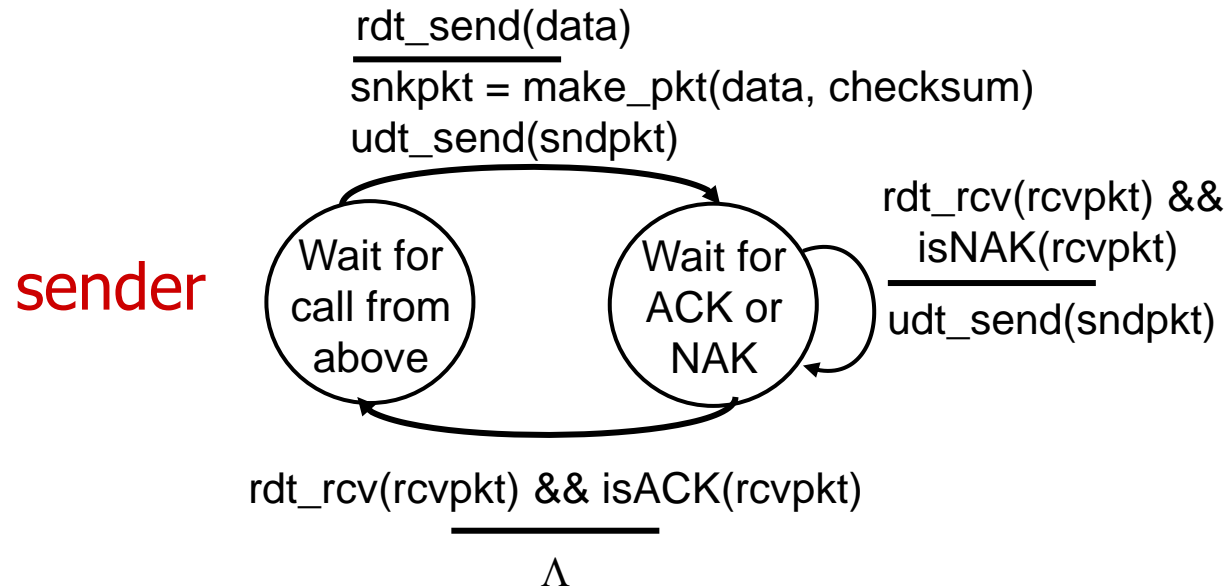 rdt_send(data)
snkpkt = make_pkt(data, checksum)
udt_send(sndpkt)
sender
Wait for
call from
above
Wait for
ACK or
NAK
rdt_rcv(rcvpkt) &&
isNAK(rcvpkt)
udt_send(sndpkt)
rdt_rcv(rcvpkt) && isACK(rcvpkt)
Λ